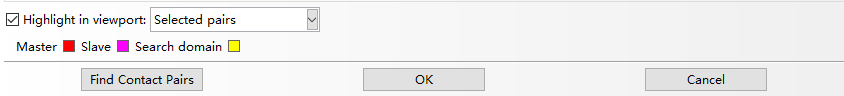 Highlight in viewport: Selected pairs
Master Slave Search domain
Find Contact Pairs OK Cancel